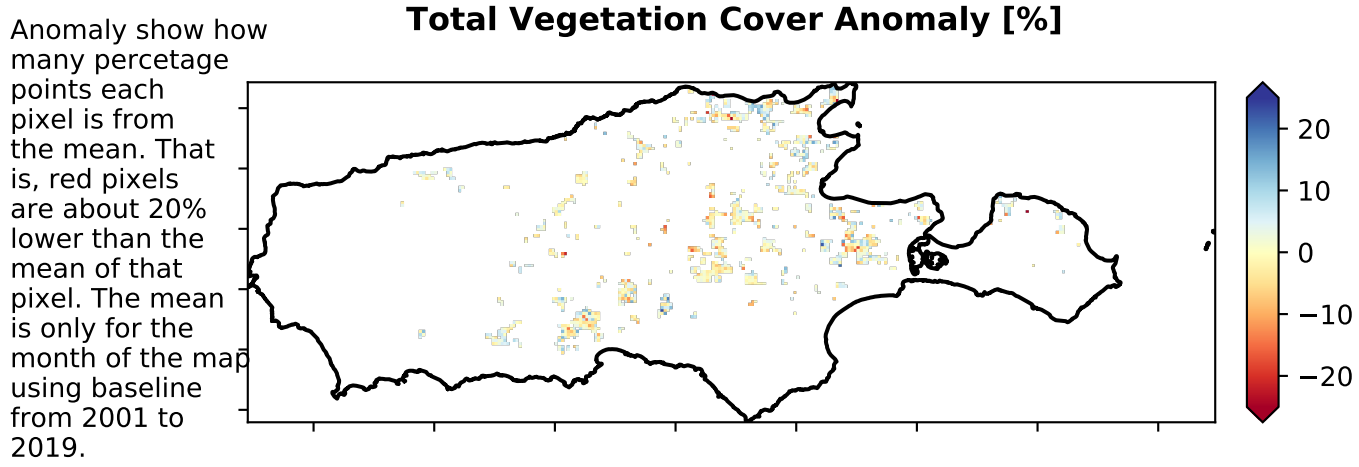 Total Vegetation Cover Anomaly [%]
Anomaly show how
many percetage
points each
pixel is from
the mean. That
is, red pixels
are about 20%
lower than the
mean of that
pixel. The mean
is only for the
month of the map
using baseline
from 2001 to
2019.
20
10
0
−10
−20